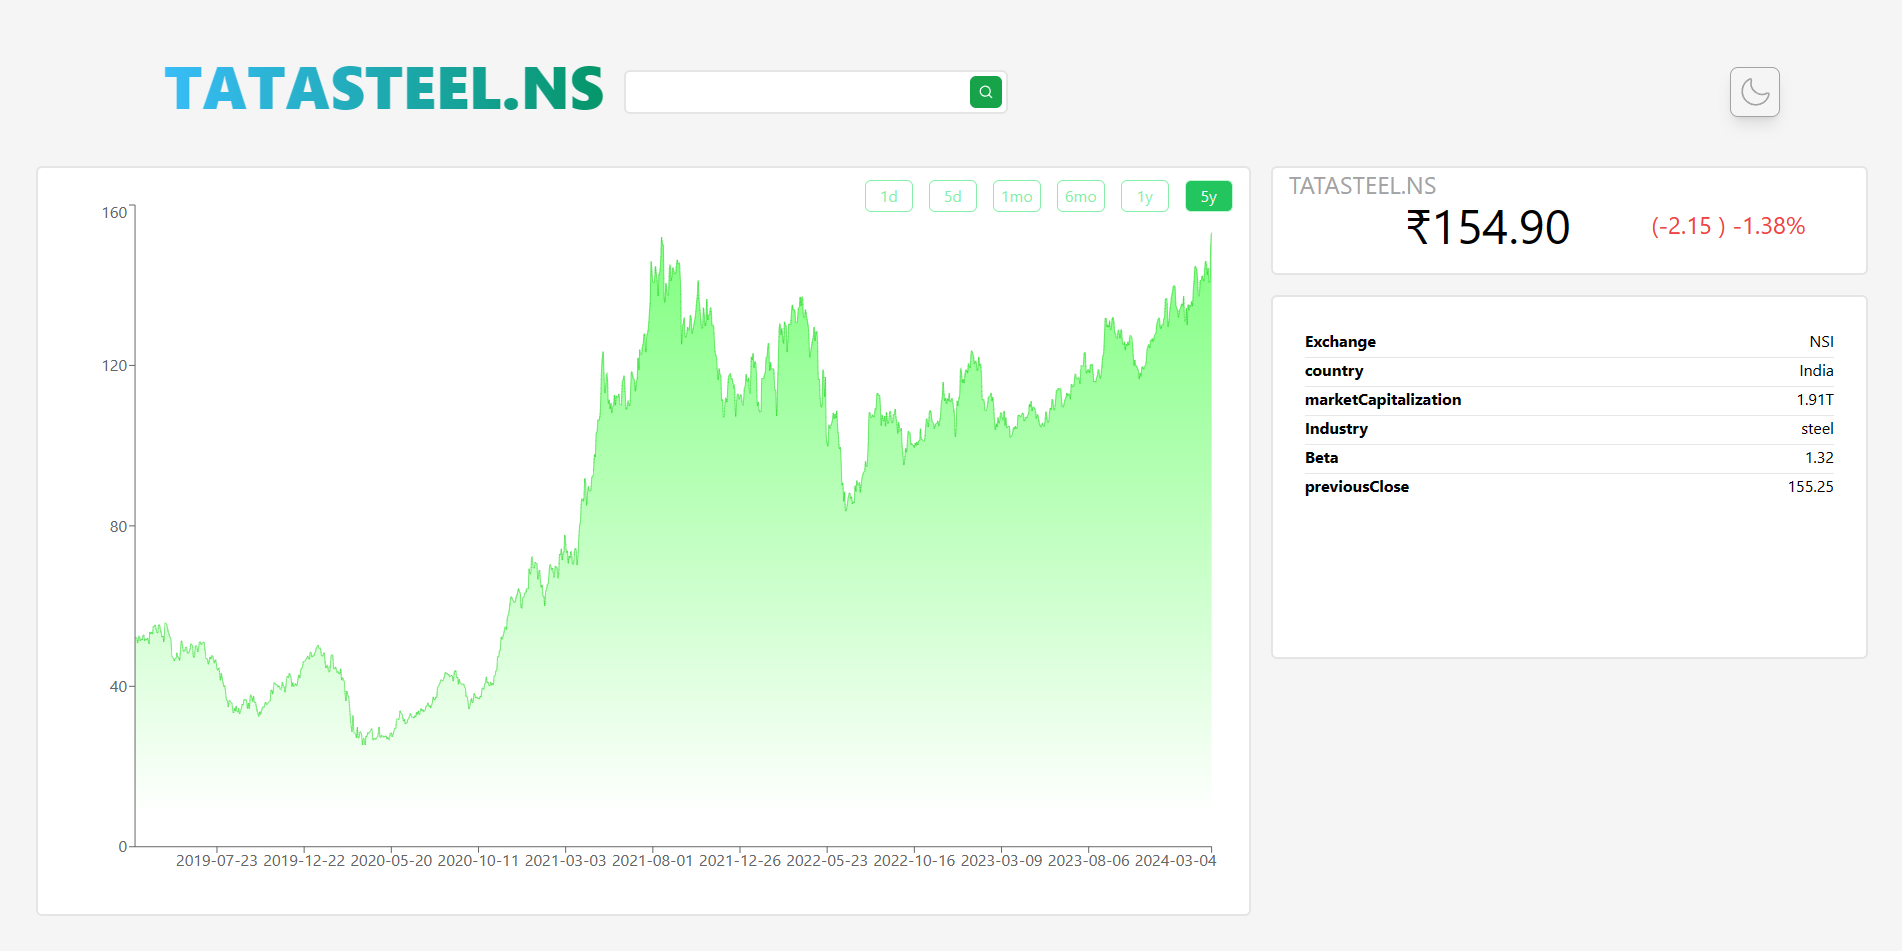 TATASTEEL.NS
1d 5d 1mo 6mo 1y 5y
160
120
80
40
0
2019-07-23 2019-12-22 2020-05-20 2020-10-11 2021-03-03 2021-08-01 2021-12-26 2022-05-23 2022-10-16 2023-03-09 2023-08-06 2024-03-04
TATASTEEL.NS
₹154.90 (-2.15 ) -1.38%
Exchange NSI
country India
marketCapitalization 1.91T
Industry steel
Beta 1.32
previousClose 155.25